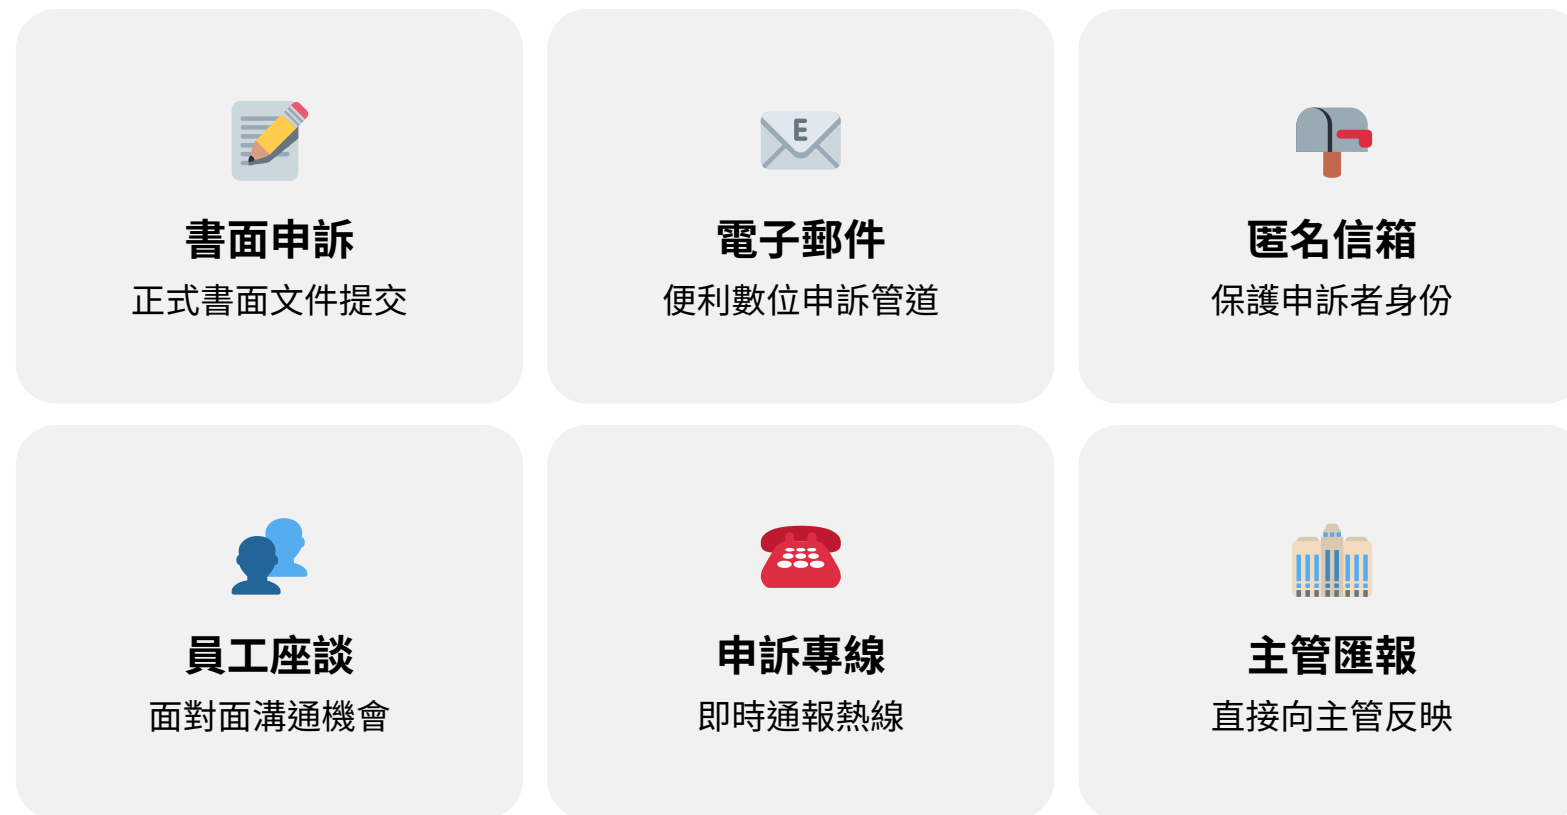 書面申訴
正式書面文件提交
E
電子郵件
便利數位申訴管道
匿名信箱
保護申訴者身份
員工座談
面對面溝通機會
申訴專線
即時通報熱線
主管匯報
直接向主管反映